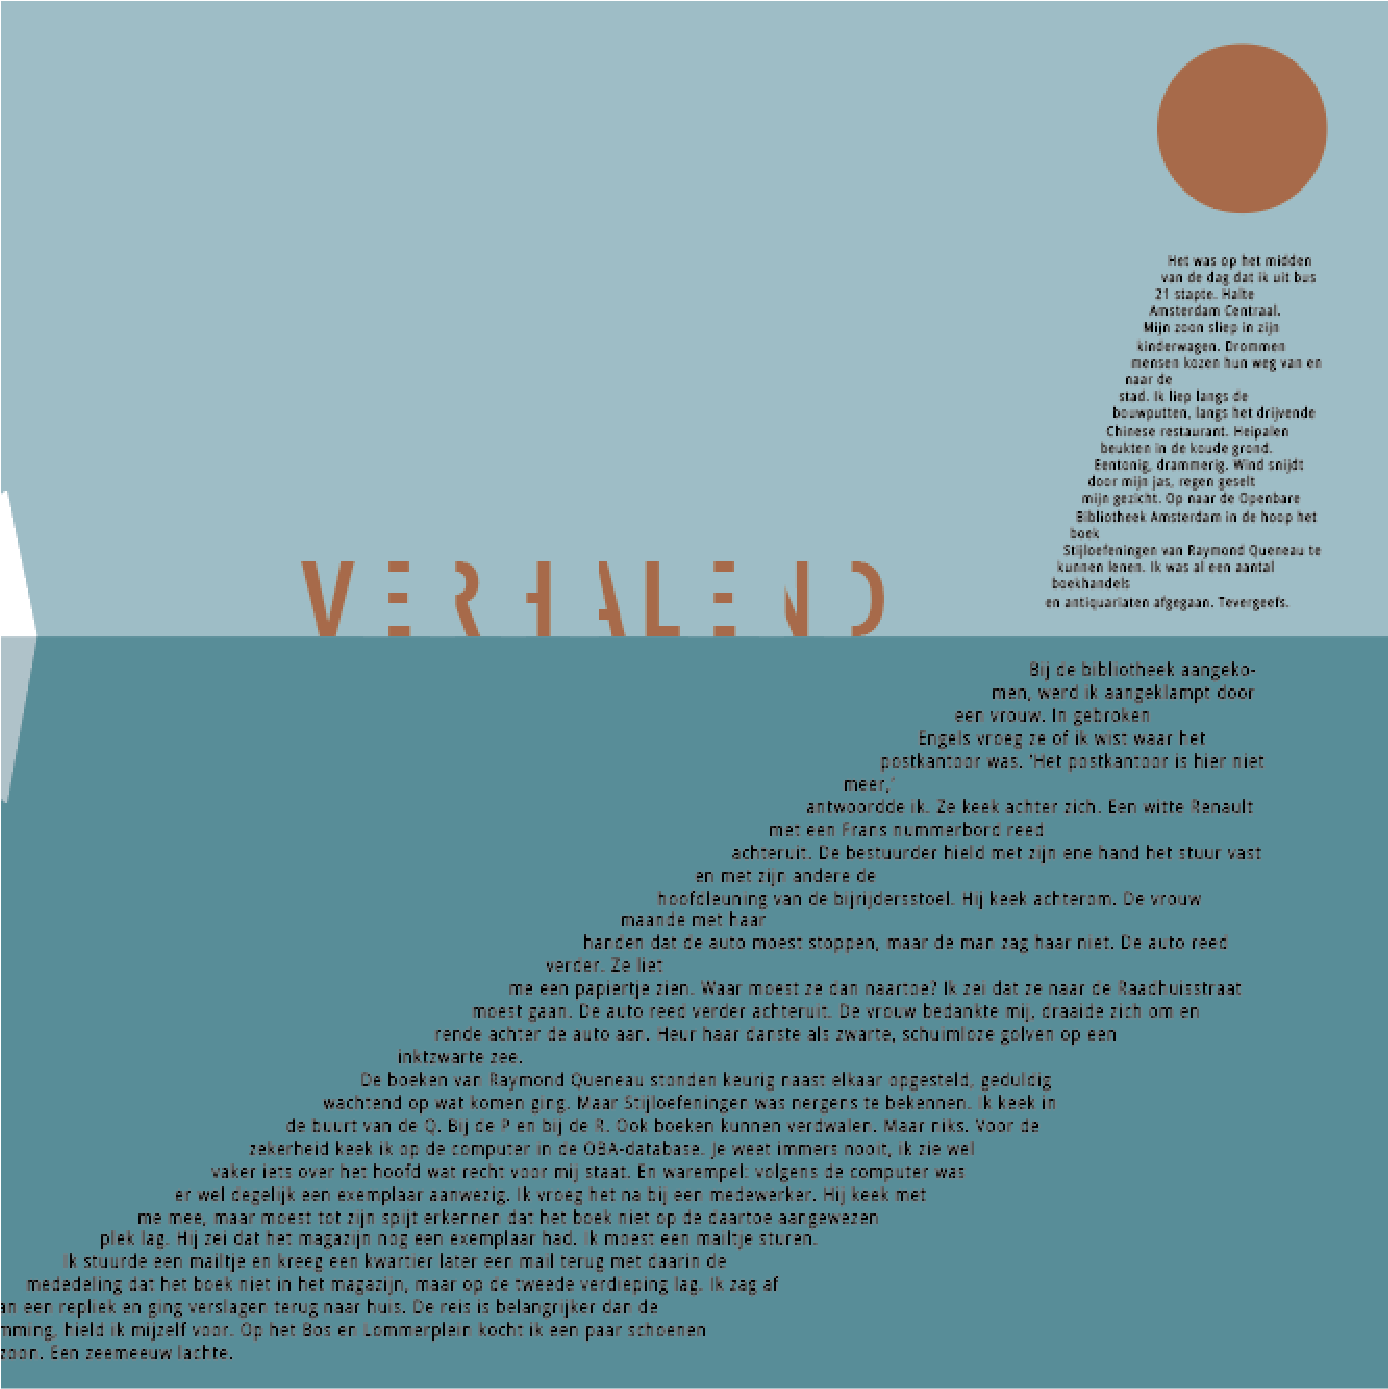 VERHALEND
Het was op het midden
van de dag dat ik uit bus
21 stapte. Halte
Amsterdam Centraal.
Mijn zoon sliep in zijn
kinderwagen. Drommen
mensen kozen hun weg van en
naar de
stad. Ik liep langs de
bouwputten, langs het drijvende
Chinese restaurant. Heipalen
beukten in de koude grond.
Eentonig, drammerig. Wind snijdt
door mijn jas, regen geselt
mijn gezicht. Op naar de Openbare
Bibliotheek Amsterdam in de hoop het
boek
Stijloefeningen van Raymond Queneau te
kunnen lenen. Ik was al een aantal
boekhandels
en antiquariaten afgegaan. Tevergeefs.
Bij de bibliotheek aangeko-
men, werd ik aangeklampt door
een vrouw. In gebroken
Engels vroeg ze of ik wist waar het
postkantoor was. 'Het postkantoor is hier niet
meer,'
antwoordde ik. Ze keek achter zich. Een witte Renault
met een Frans nummerbord reed
achteruit. De bestuurder hield met zijn ene hand het stuur vast
en met zijn andere de
hoofdleuning van de bijrijdersstoel. Hij keek achterom. De vrouw
maande met haar
handen dat de auto moest stoppen, maar de man zag haar niet. De auto reed
verder. Ze liet
me een papiertje zien. Waar moest ze dan naartoe? Ik zei dat ze naar de Raadhuisstraat
moest gaan. De auto reed verder achteruit. De vrouw bedankte mij, draaide zich om en
rende achter de auto aan. Heur haar danste als zwarte, schuimloze golven op een
inktzwarte zee.
De boeken van Raymond Queneau stonden keurig naast elkaar opgesteld, geduldig
wachtend op wat komen ging. Maar Stijloefeningen was nergens te bekennen. Ik keek in
de buurt van de Q. Bij de P en bij de R. Ook boeken kunnen verdwalen. Maar niks. Voor de
zekerheid keek ik op de computer in de OBA-database. Je weet immers nooit, ik zie wel
vaker iets over het hoofd wat recht voor mij staat. En warempel: volgens de computer was
er wel degelijk een exemplaar aanwezig. Ik vroeg het na bij een medewerker. Hij keek met
me mee, maar moest tot zijn spijt erkennen dat het boek niet op de daartoe aangewezen
plek lag. Hij zei dat het magazijn nog een exemplaar had. Ik moest een mailtje sturen.
Ik stuurde een mailtje en kreeg een kwartier later een mail terug met daarin de
mededeling dat het boek niet in het magazijn, maar op de tweede verdieping lag. Ik zag af
an een repliek en ging verslagen terug naar huis. De reis is belangrijker dan de
mming, hield ik mijzelf voor. Op het Bos en Lommerplein kocht ik een paar schoenen
zoon. Een zeemeeuw lachte.